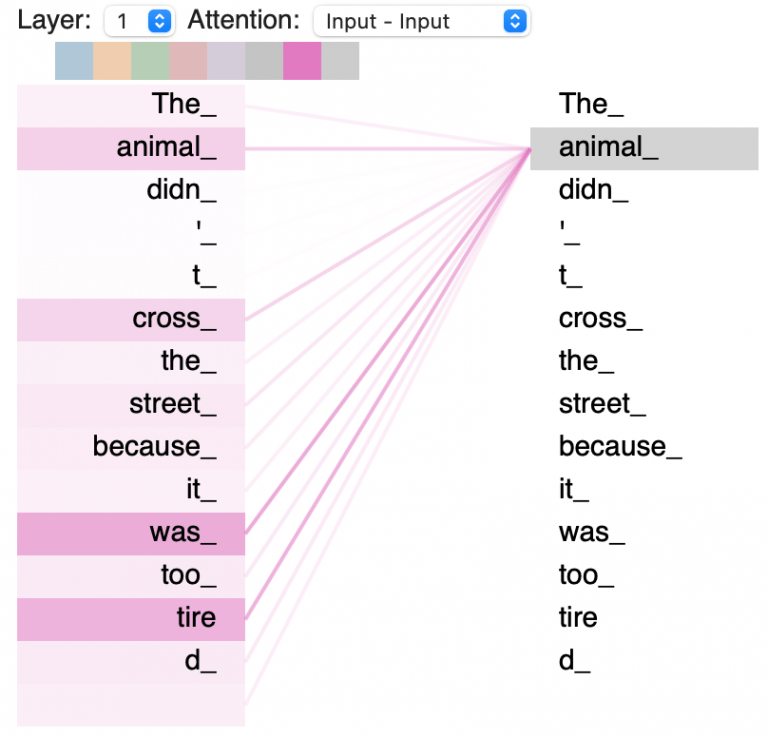 Layer: 1 Attention: Input - Input
The_ The_
animal_ animal_
didn_ didn_
'_ '_
t_ t_
cross_ cross_
the_ the_
street_ street_
because_ because_
it_ it_
was_ was_
too_ too_
tire tire
d_ d_